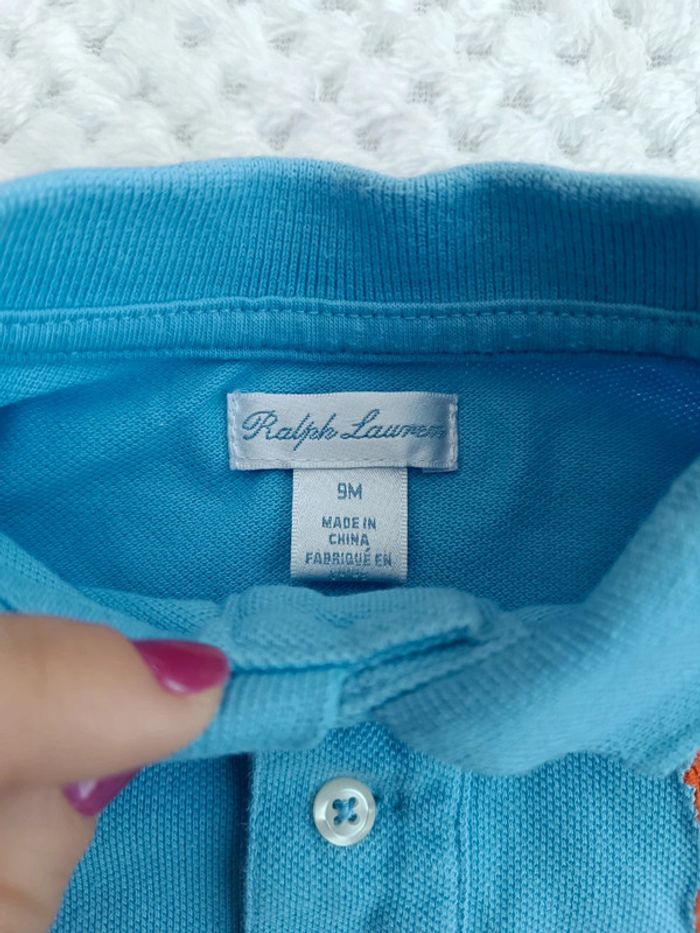 Ralph Lauren
9M
MADE IN
CHINA
FABRIQUÉ EN